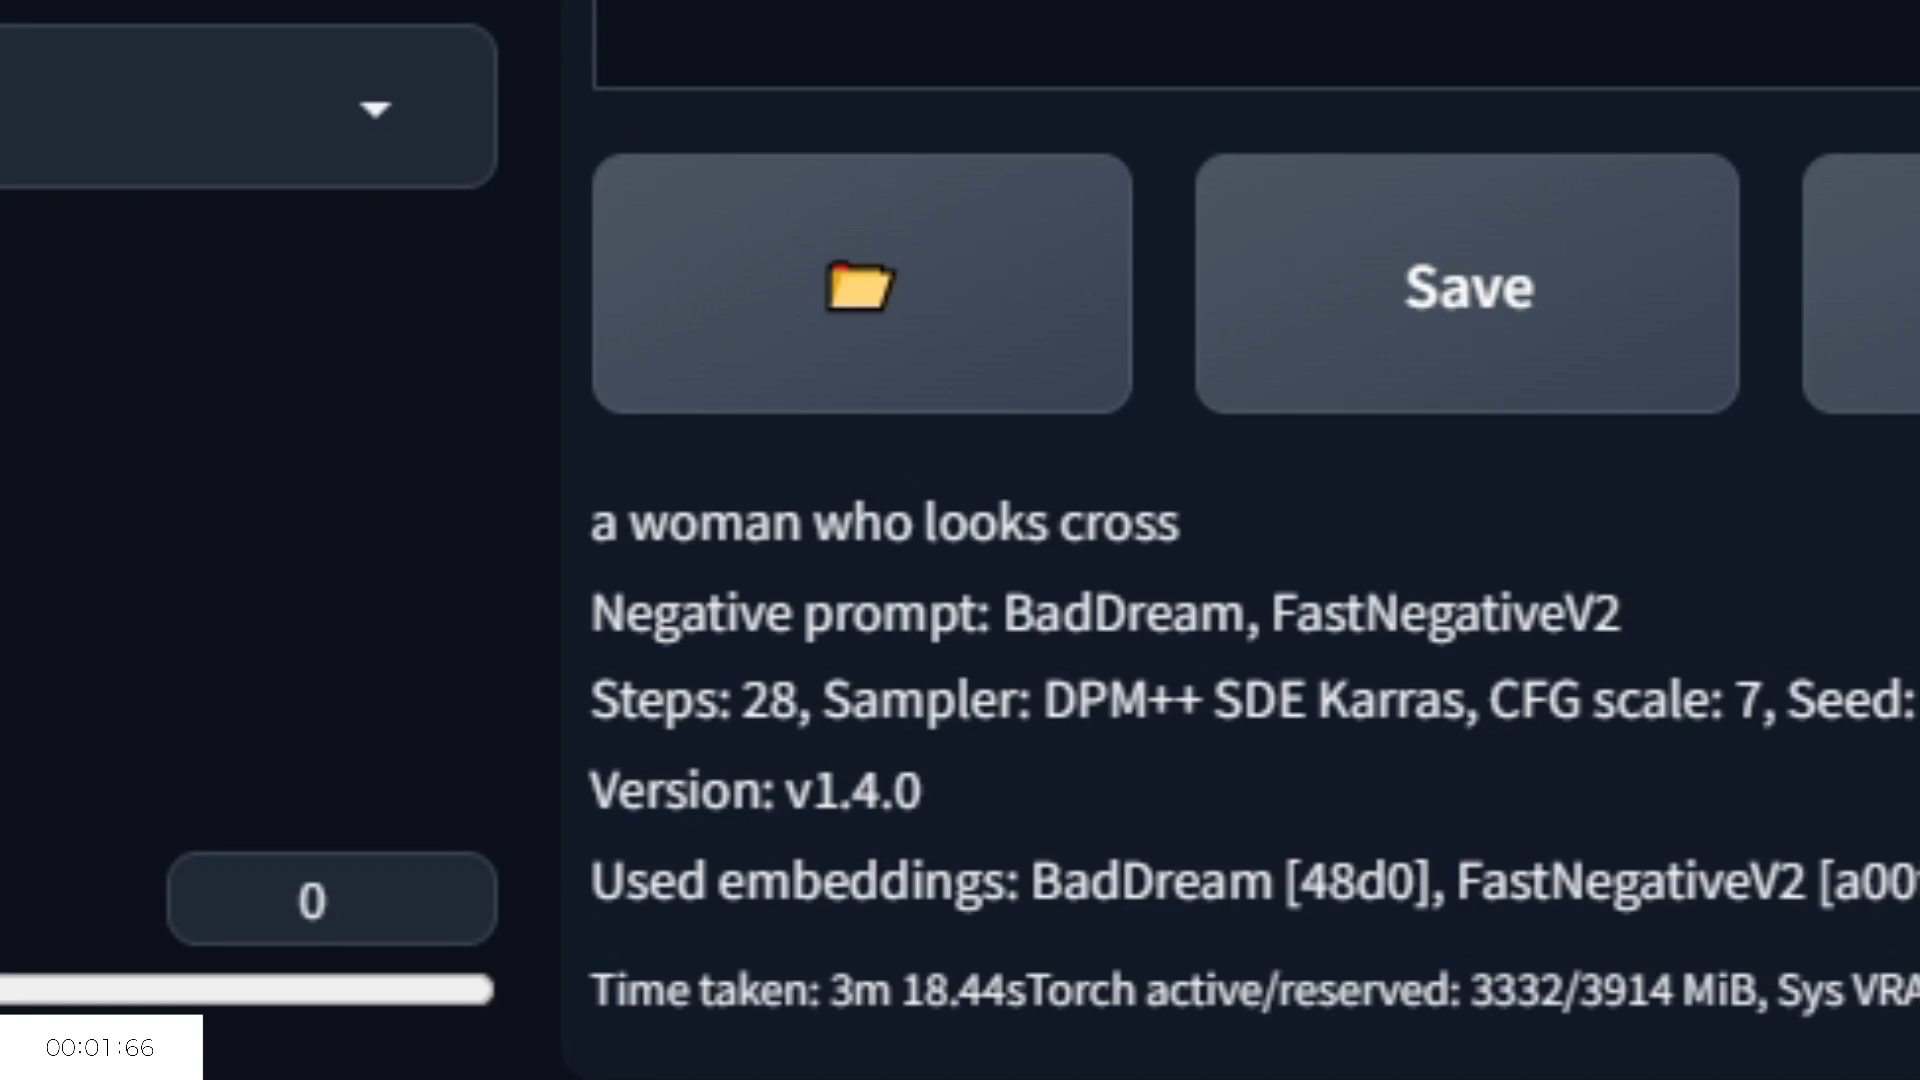 Save
a woman who looks cross
Negative prompt: BadDream, FastNegativeV2
Steps: 28, Sampler: DPM++ SDE Karras, CFG scale: 7, Seed:
Version: v1.4.0
0
Used embeddings: BadDream [48d0], FastNegativeV2 [a00
Time taken: 3m 18.44sTorch active/reserved: 3332/3914 MiB, Sys VRA
00:01:66